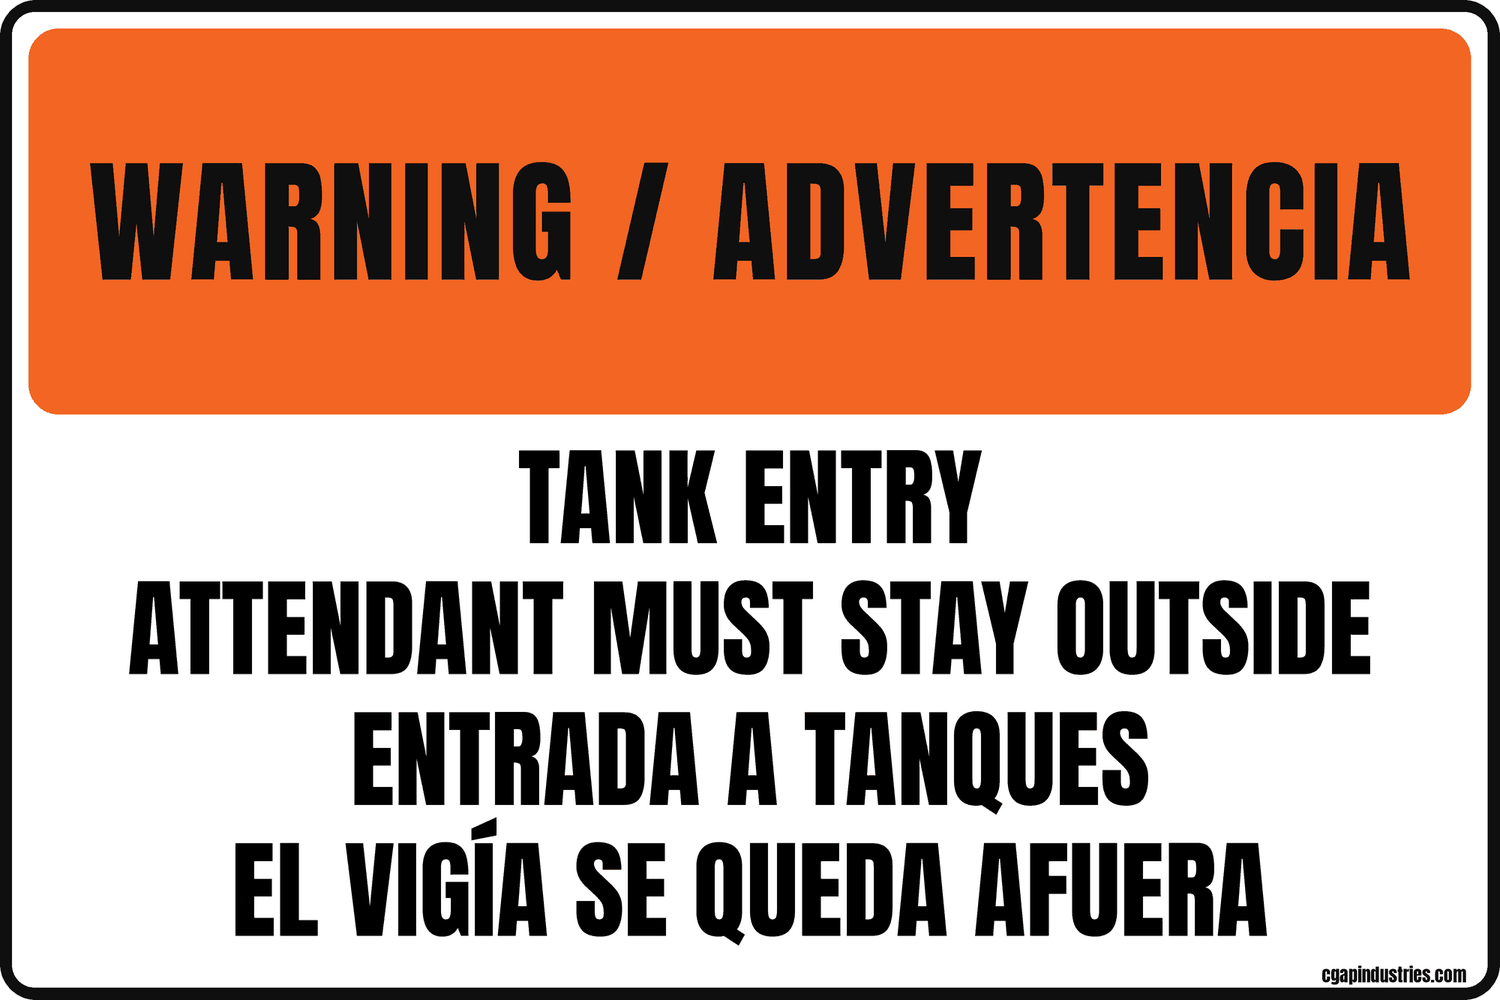 WARNING / ADVERTENCIA
TANK ENTRY
ATTENDANT MUST STAY OUTSIDE
ENTRADA A TANQUES
EL VIGÍA SE QUEDA AFUERA
cgapindustries.com